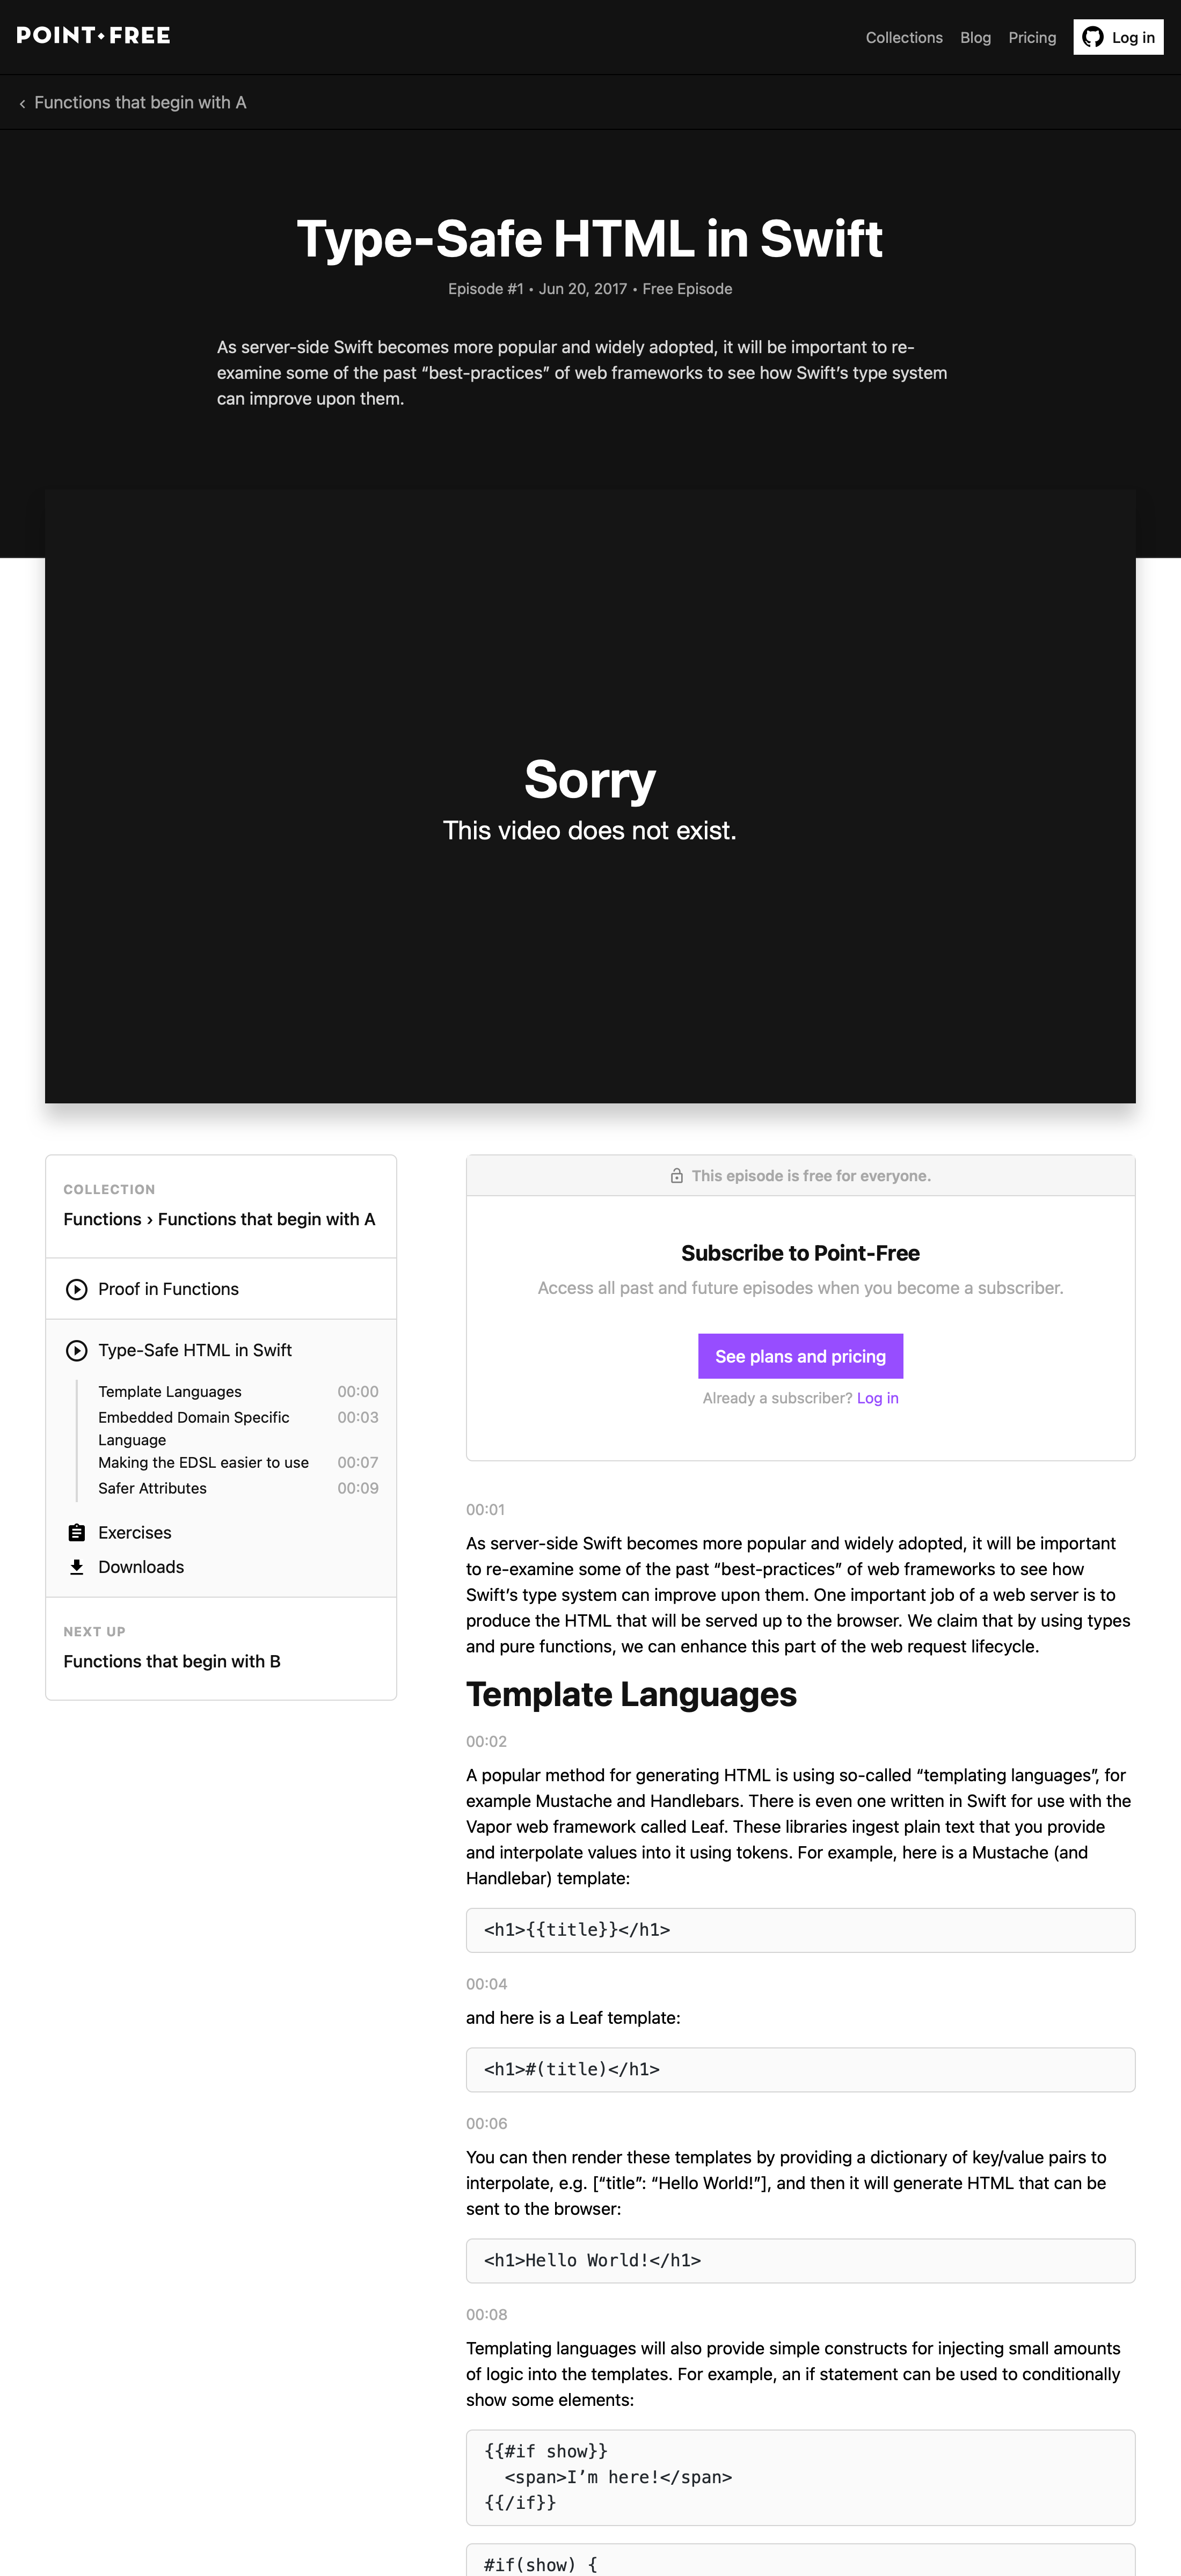 POINT•FREE
Collections Blog Pricing Log in
‹ Functions that begin with A
Type-Safe HTML in Swift
Episode #1 • Jun 20, 2017 • Free Episode
As server-side Swift becomes more popular and widely adopted, it will be important to re-
examine some of the past “best-practices” of web frameworks to see how Swift’s type system
can improve upon them.
Sorry
This video does not exist.
COLLECTION
Functions › Functions that begin with A
Proof in Functions
Type-Safe HTML in Swift
Template Languages 00:00
Embedded Domain Specific 00:03
Language
Making the EDSL easier to use 00:07
Safer Attributes 00:09
Exercises
Downloads
NEXT UP
Functions that begin with B
This episode is free for everyone.
Subscribe to Point-Free
Access all past and future episodes when you become a subscriber.
See plans and pricing
Already a subscriber? Log in
00:01
As server-side Swift becomes more popular and widely adopted, it will be important
to re-examine some of the past “best-practices” of web frameworks to see how
Swift’s type system can improve upon them. One important job of a web server is to
produce the HTML that will be served up to the browser. We claim that by using types
and pure functions, we can enhance this part of the web request lifecycle.
Template Languages
00:02
A popular method for generating HTML is using so-called “templating languages”, for
example Mustache and Handlebars. There is even one written in Swift for use with the
Vapor web framework called Leaf. These libraries ingest plain text that you provide
and interpolate values into it using tokens. For example, here is a Mustache (and
Handlebar) template:
<h1>{{title}}</h1>
00:04
and here is a Leaf template:
<h1>#(title)</h1>
00:06
You can then render these templates by providing a dictionary of key/value pairs to
interpolate, e.g. [“title”: “Hello World!”], and then it will generate HTML that can be
sent to the browser:
<h1>Hello World!</h1>
00:08
Templating languages will also provide simple constructs for injecting small amounts
of logic into the templates. For example, an if statement can be used to conditionally
show some elements:
{{#if show}}
  <span>I’m here!</span>
{{/if}}
#if(show) {